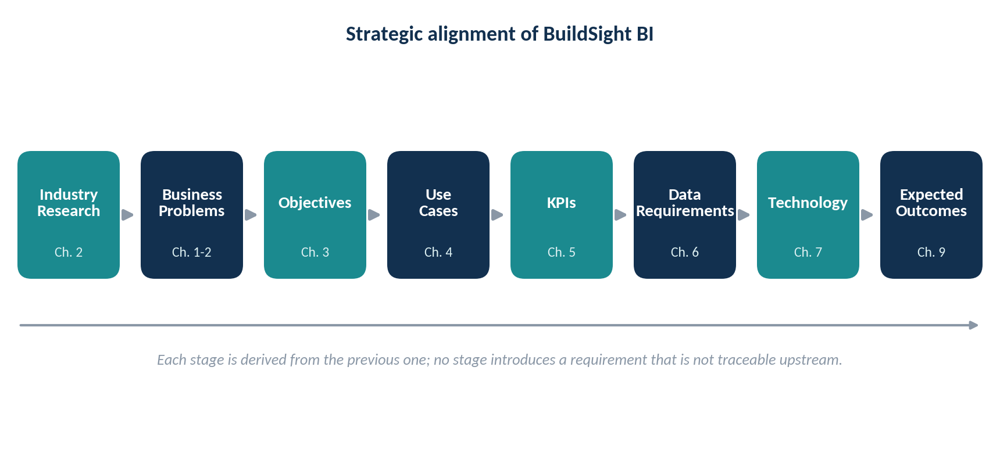 Strategic alignment of BuildSight BI
Industry
Research
Ch. 2
Business
Problems
Ch. 1-2
Objectives
Ch. 3
Use
Cases
Ch. 4
KPIs
Ch. 5
Data
Requirements
Ch. 6
Technology
Ch. 7
Expected
Outcomes
Ch. 9
Each stage is derived from the previous one; no stage introduces a requirement that is not traceable upstream.